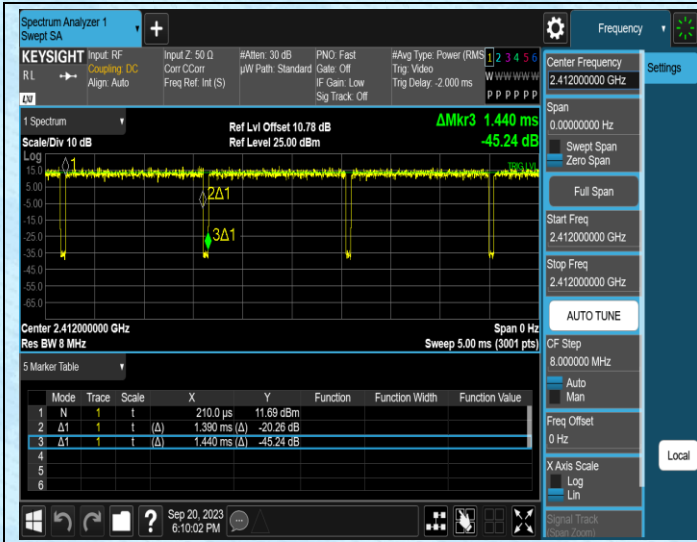 Spectrum Analyzer 1
Swept SA
+
Frequency
KEYSIGHT Input: RF Input Z: 50 Ω #Atten: 30 dB PNO: Fast #Avg Type: Power (RMS 1 2 3 4 5 6
RL Coupling: DC Corr CCorr µW Path: Standard Gate: Off Trig: Video W W W W W W
Align: Auto Freq Ref: Int (S) IF Gain: Low Trig Delay: -2.000 ms
Sig Track: Off P P P P P P
LXI
1 Spectrum
Ref Lvl Offset 10.78 dB ΔMkr3 1.440 ms
Scale/Div 10 dB Ref Level 25.00 dBm -45.24 dB
Log
15.0 1 TRIG LVL
5.00 2Δ1
-5.00
-15.0
-25.0 3Δ1
-35.0
-45.0
-55.0
-65.0
Center 2.412000000 GHz Span 0 Hz
Res BW 8 MHz Sweep 5.00 ms (3001 pts)
5 Marker Table
Mode Trace Scale X Y Function Function Width Function Value
1 N 1 t 210.0 µs 11.69 dBm
2 Δ1 1 t (Δ) 1.390 ms (Δ) -20.26 dB
3 Δ1 1 t (Δ) 1.440 ms (Δ) -45.24 dB
4
5
6
?
Sep 20, 2023
6:10:02 PM
Center Frequency
2.412000000 GHz
Span
0.00000000 Hz
Swept Span
Zero Span
Full Span
Start Freq
2.412000000 GHz
Stop Freq
2.412000000 GHz
AUTO TUNE
CF Step
8.000000 MHz
Auto
Man
Freq Offset
0 Hz
X Axis Scale
Log
Lin
Signal Track
(Span Zoom)
Settings
Local